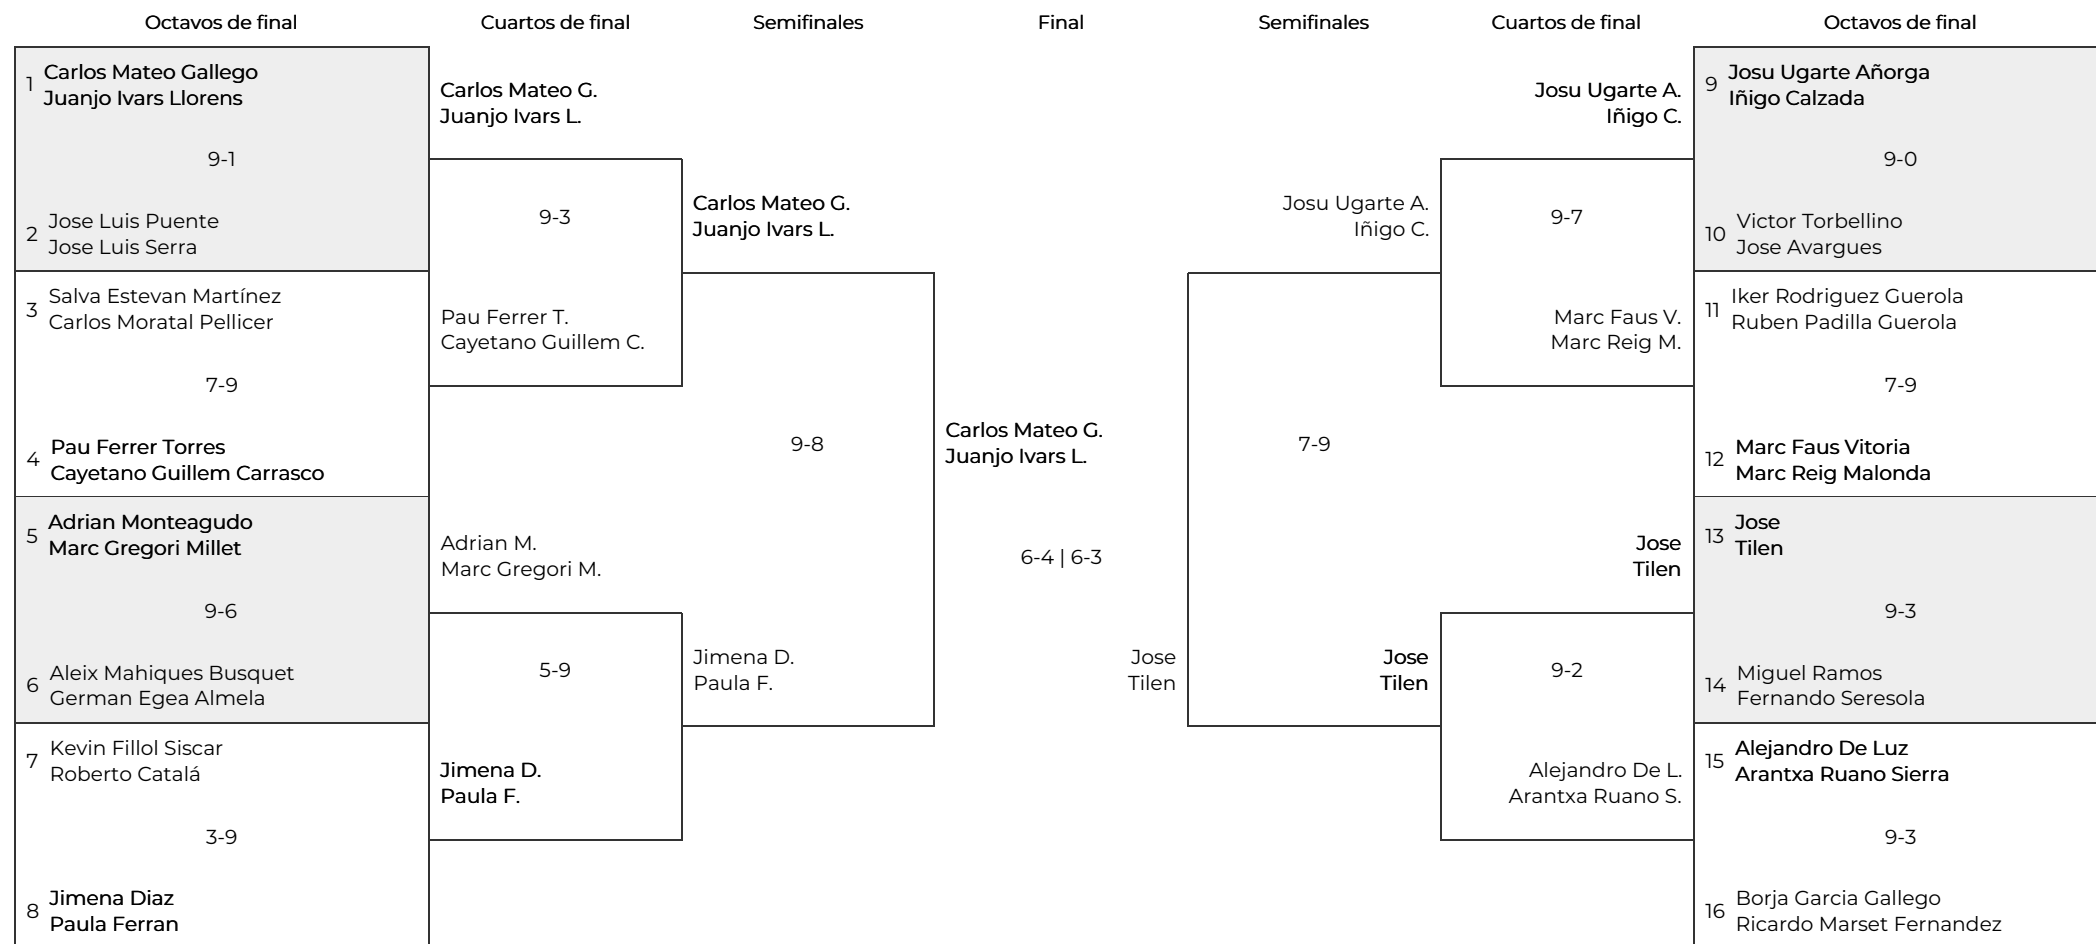 Octavos de final
Cuartos de final
Semifinales
Final
Semifinales
Cuartos de final
Octavos de final
1
Carlos Mateo Gallego
Juanjo Ivars Llorens
9-1
2
Jose Luis Puente
Jose Luis Serra
3
Salva Estevan Martínez
Carlos Moratal Pellicer
7-9
4
Pau Ferrer Torres
Cayetano Guillem Carrasco
5
Adrian Monteagudo
Marc Gregori Millet
9-6
6
Aleix Mahiques Busquet
German Egea Almela
7
Kevin Fillol Siscar
Roberto Catalá
3-9
8
Jimena Diaz
Paula Ferran
Carlos Mateo G.
Juanjo Ivars L.
9-3
Pau Ferrer T.
Cayetano Guillem C.
Adrian M.
Marc Gregori M.
5-9
Jimena D.
Paula F.
Carlos Mateo G.
Juanjo Ivars L.
9-8
Jimena D.
Paula F.
Carlos Mateo G.
Juanjo Ivars L.
6-4 | 6-3
Jose
Tilen
Josu Ugarte A.
Iñigo C.
7-9
Jose
Tilen
Josu Ugarte A.
Iñigo C.
9-7
Marc Faus V.
Marc Reig M.
Jose
Tilen
9-2
Alejandro De L.
Arantxa Ruano S.
9
Josu Ugarte Añorga
Iñigo Calzada
9-0
10
Victor Torbellino
Jose Avargues
11
Iker Rodriguez Guerola
Ruben Padilla Guerola
7-9
12
Marc Faus Vitoria
Marc Reig Malonda
13
Jose
Tilen
9-3
14
Miguel Ramos
Fernando Seresola
15
Alejandro De Luz
Arantxa Ruano Sierra
9-3
16
Borja Garcia Gallego
Ricardo Marset Fernandez